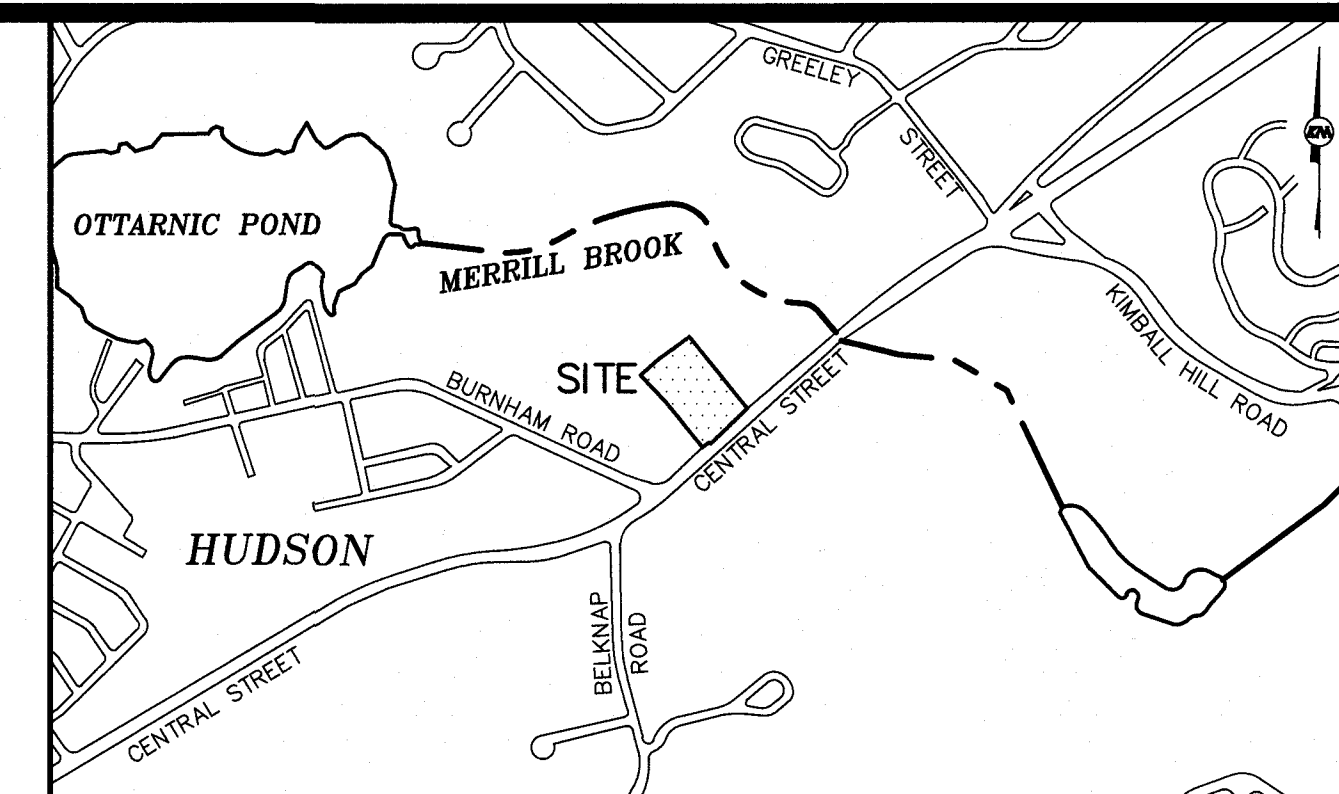 GREELEY
STREET
OTTARNIC POND
MERRILL BROOK
KIMBALL HILL ROAD
SITE
BURNHAM ROAD
CENTRAL STREET
HUDSON
BELKNAP
ROAD
CENTRAL STREET